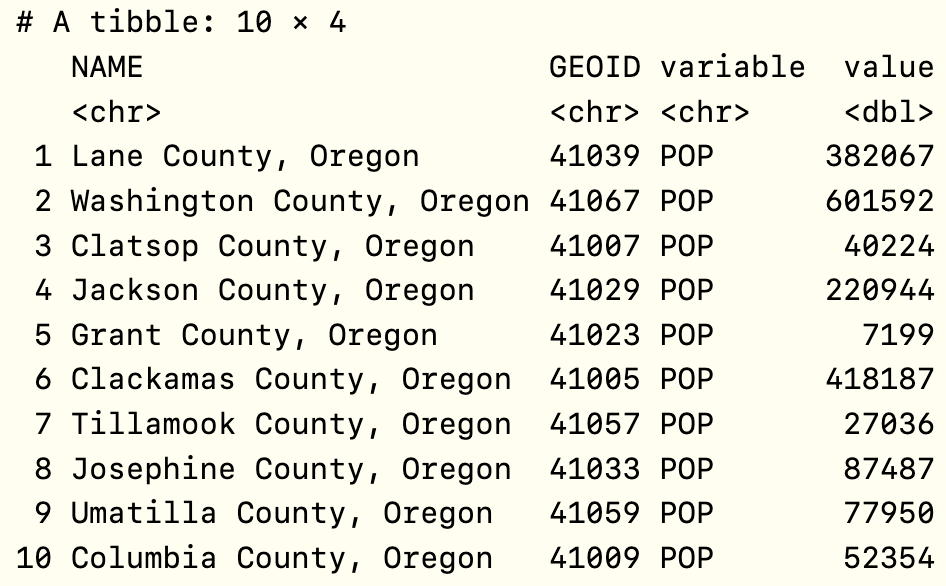 # A tibble: 10 × 4
   NAME                      GEOID variable  value
   <chr>                     <chr> <chr>     <dbl>
 1 Lane County, Oregon       41039 POP      382067
 2 Washington County, Oregon 41067 POP      601592
 3 Clatsop County, Oregon    41007 POP       40224
 4 Jackson County, Oregon    41029 POP      220944
 5 Grant County, Oregon      41023 POP        7199
 6 Clackamas County, Oregon  41005 POP      418187
 7 Tillamook County, Oregon  41057 POP       27036
 8 Josephine County, Oregon  41033 POP       87487
 9 Umatilla County, Oregon   41059 POP       77950
10 Columbia County, Oregon   41009 POP       52354